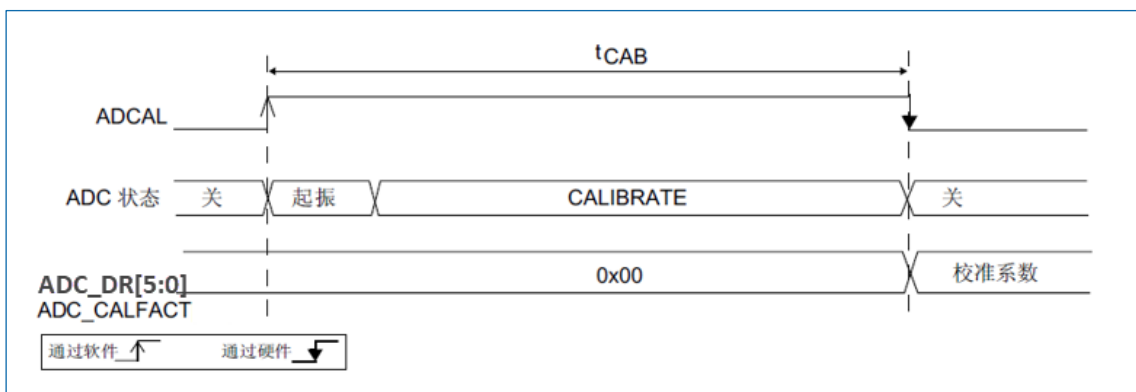 tCAB
ADCAL
ADC 状态 关 起振 CALIBRATE 关
ADC_DR[5:0] 0x00 校准系数
ADC_CALFACT
通过软件 通过硬件